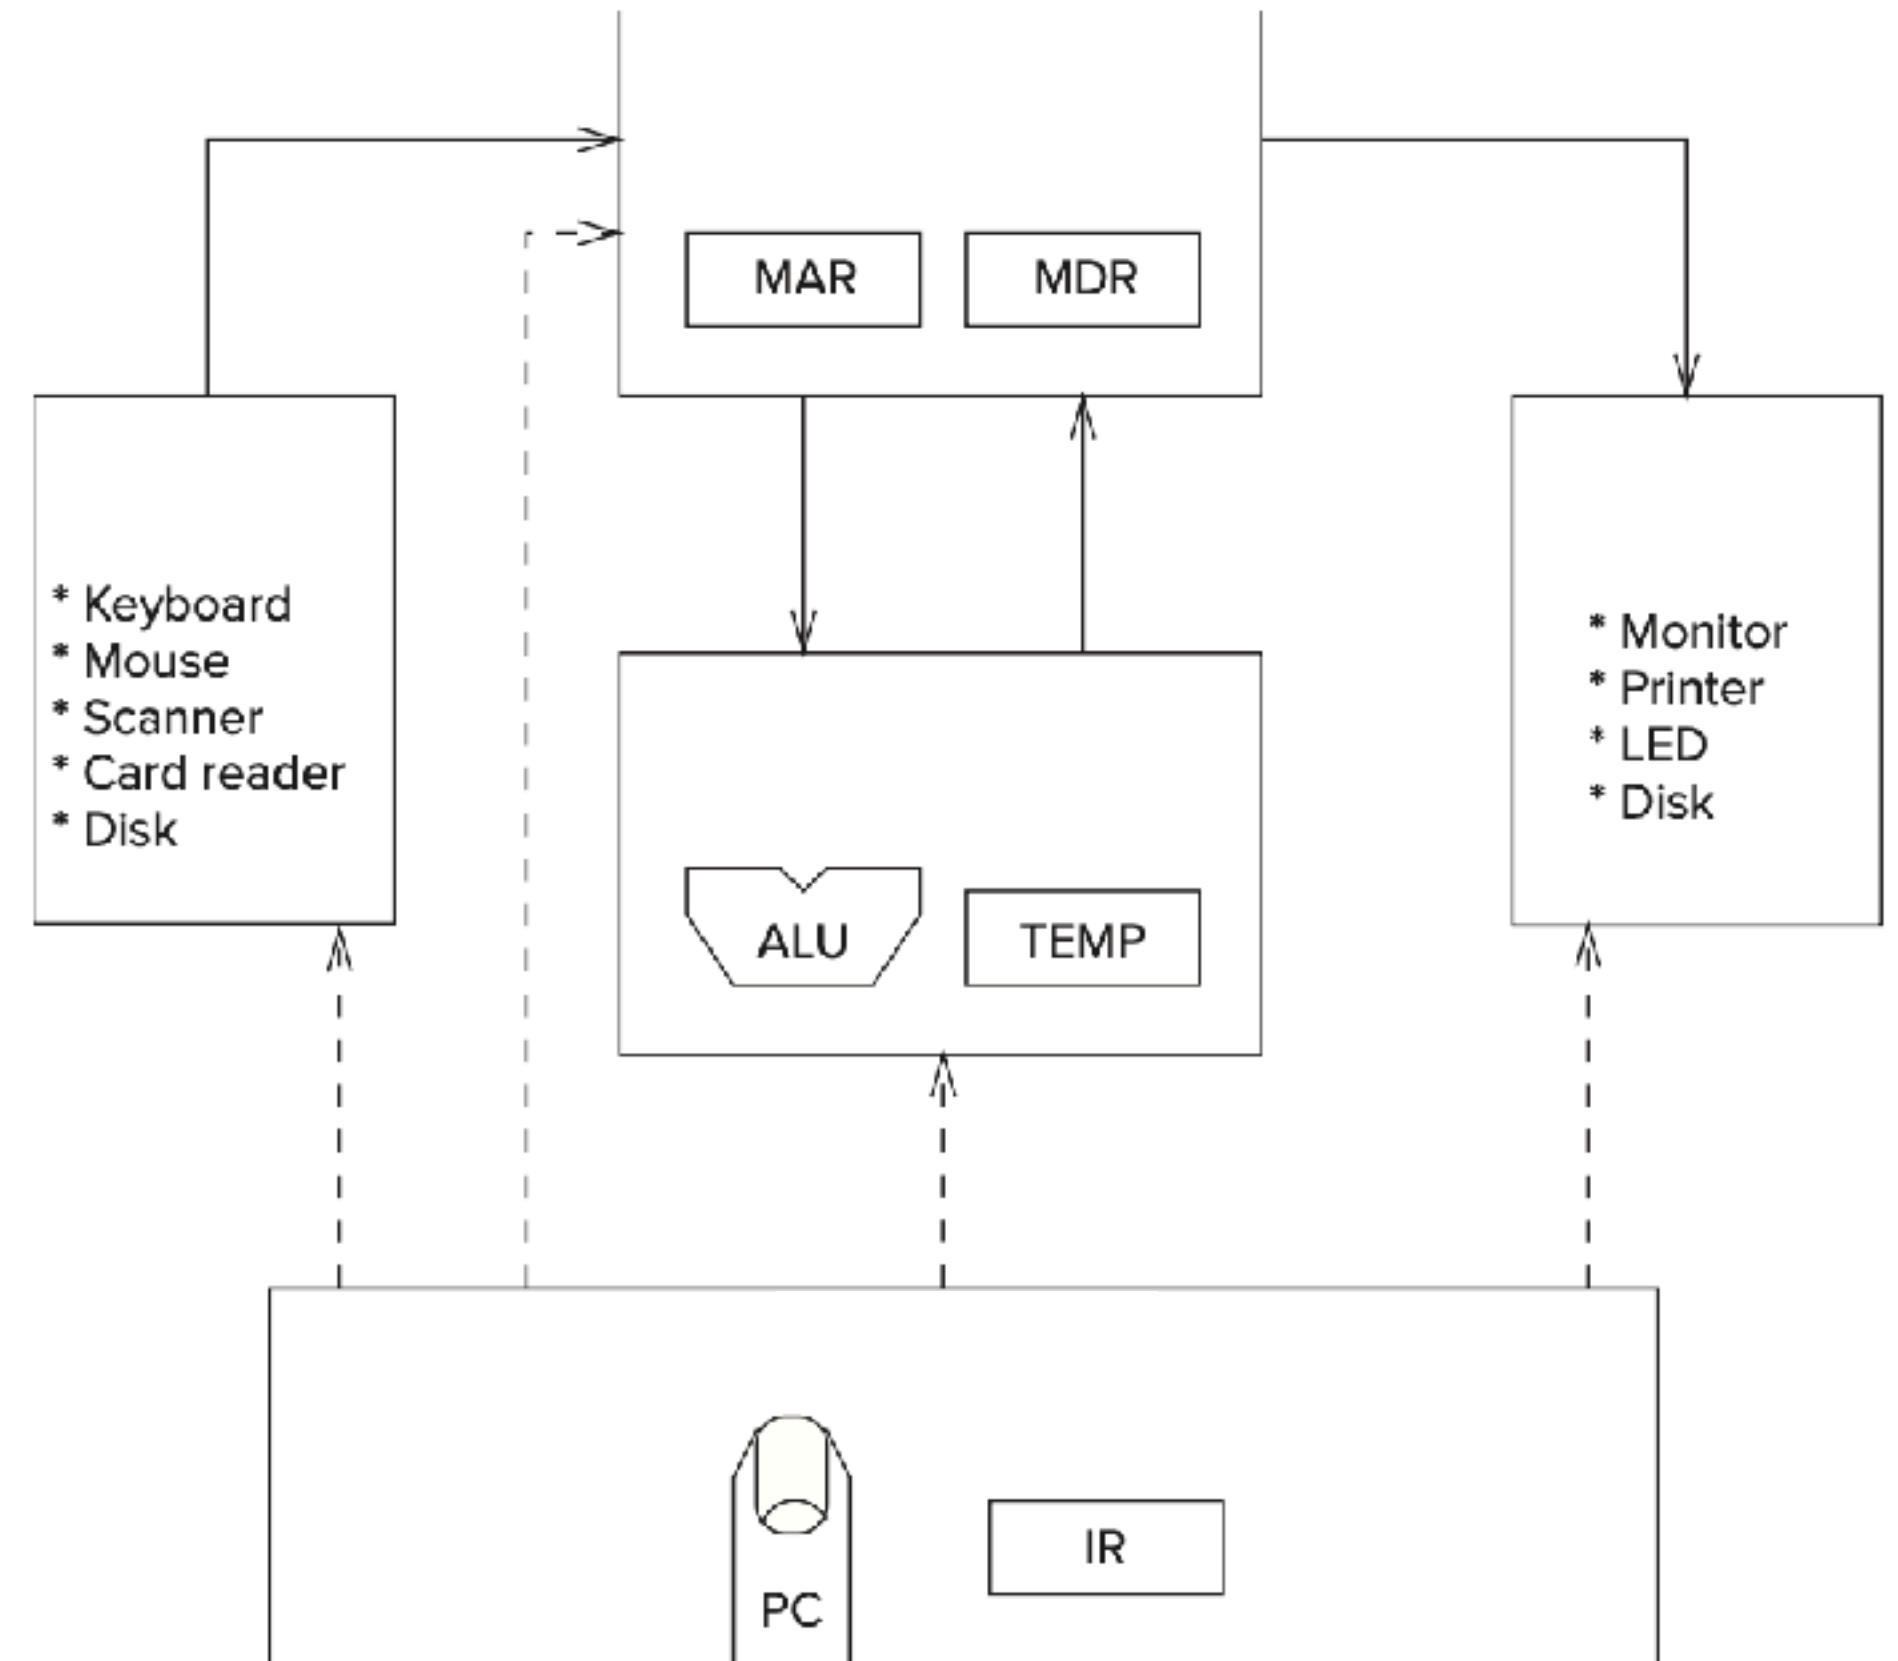 MAR
MDR
* Keyboard
* Mouse
* Scanner
* Card reader
* Disk
* Monitor
* Printer
* LED
* Disk
ALU
TEMP
IR
PC